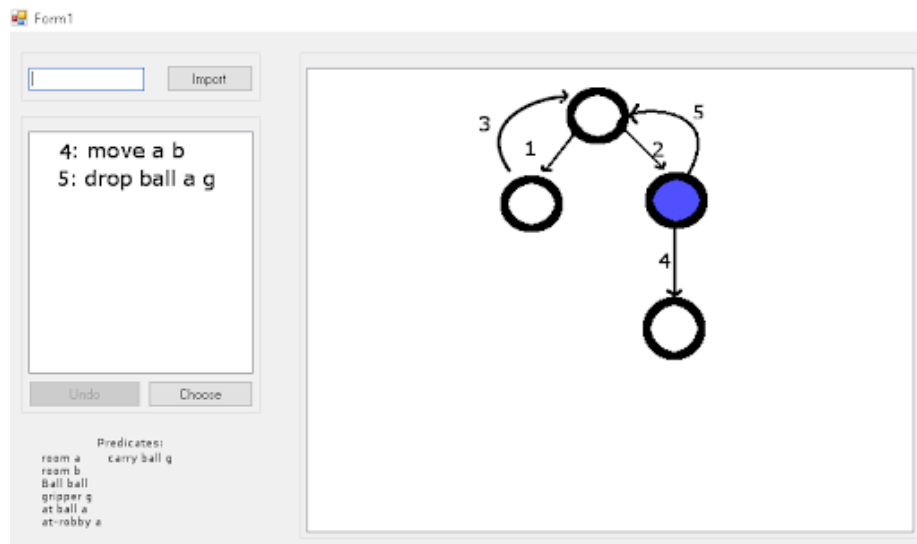 Form1
Import
4: move a b
5: drop ball a g
Undo
Choose
Predicates:
room a carry ball g
room b
Ball ball
gripper g
at ball a
at-robby a
3
1
2
5
4